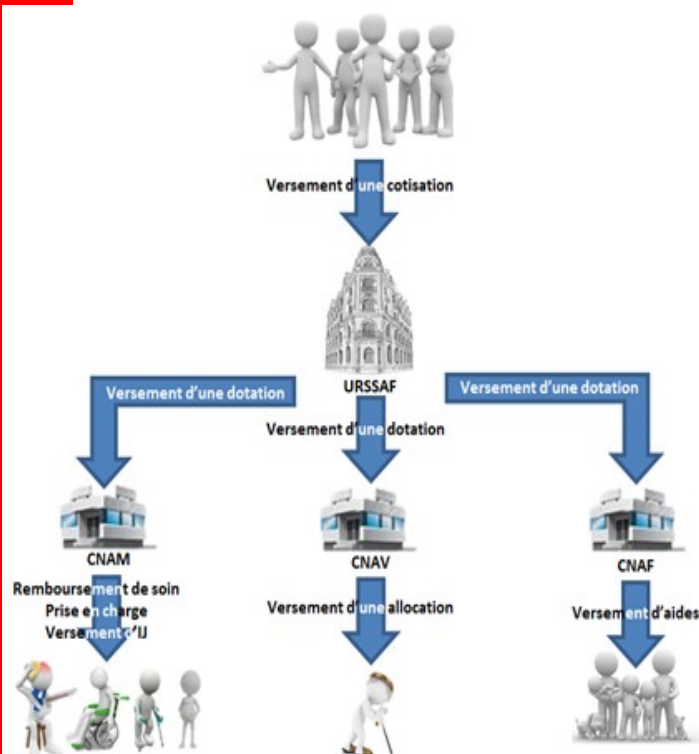 Versement d'une cotisation
URSSAF
Versement d'une dotation
Versement d'une dotation
Versement d'une dotation
CNAM
CNAV
CNAF
Remboursement de soin
Prise en charge
Versement d'IJ
Versement d'une allocation
Versement d'aides